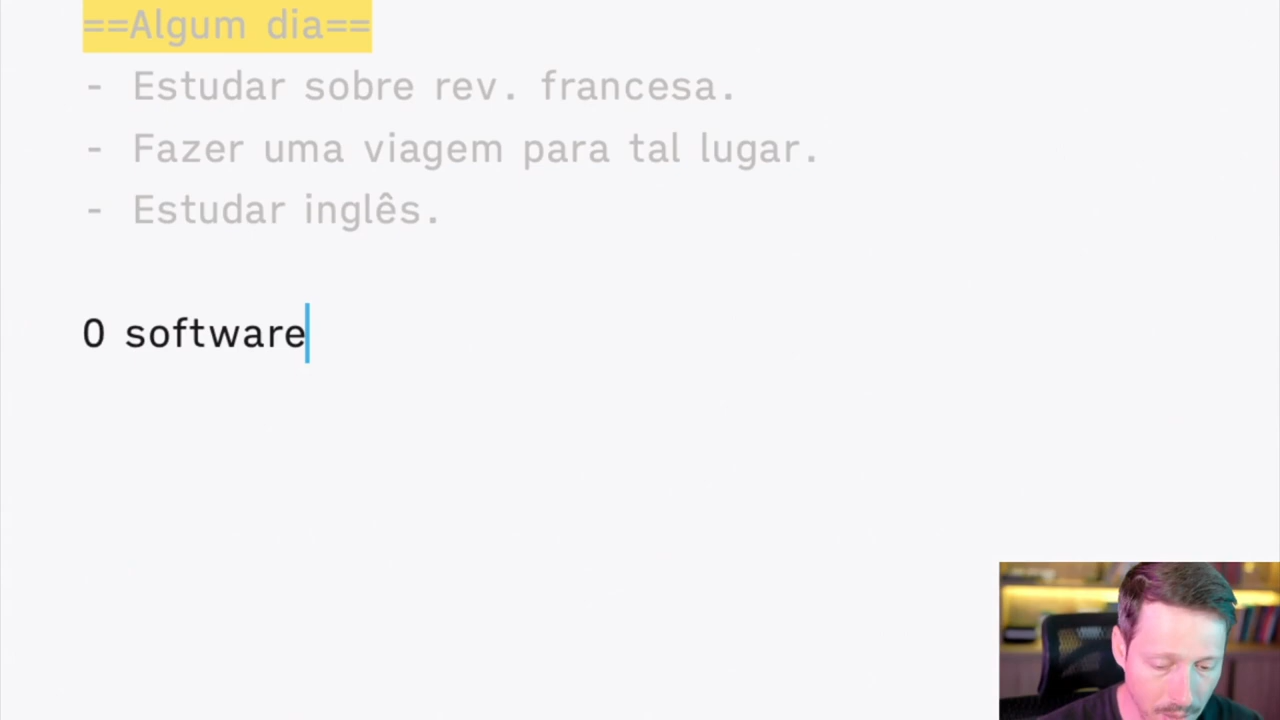 ==Algum dia==
- Estudar sobre rev. francesa.
- Fazer uma viagem para tal lugar.
- Estudar inglês.
O software